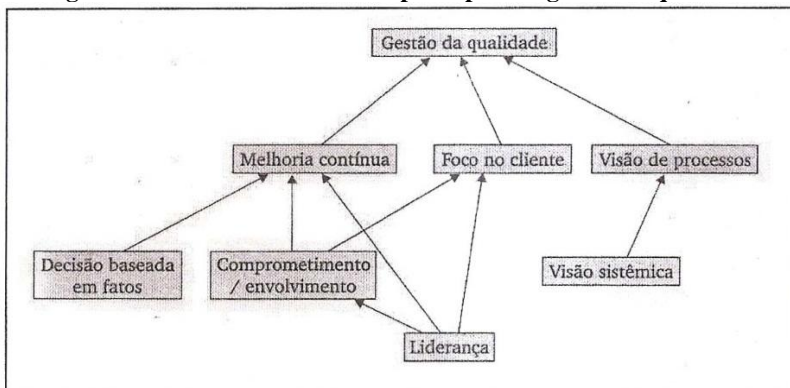 Gestão da qualidade
Melhoria contínua
Foco no cliente
Visão de processos
Decisão baseada
em fatos
Comprometimento
/ envolvimento
Visão sistêmica
Liderança